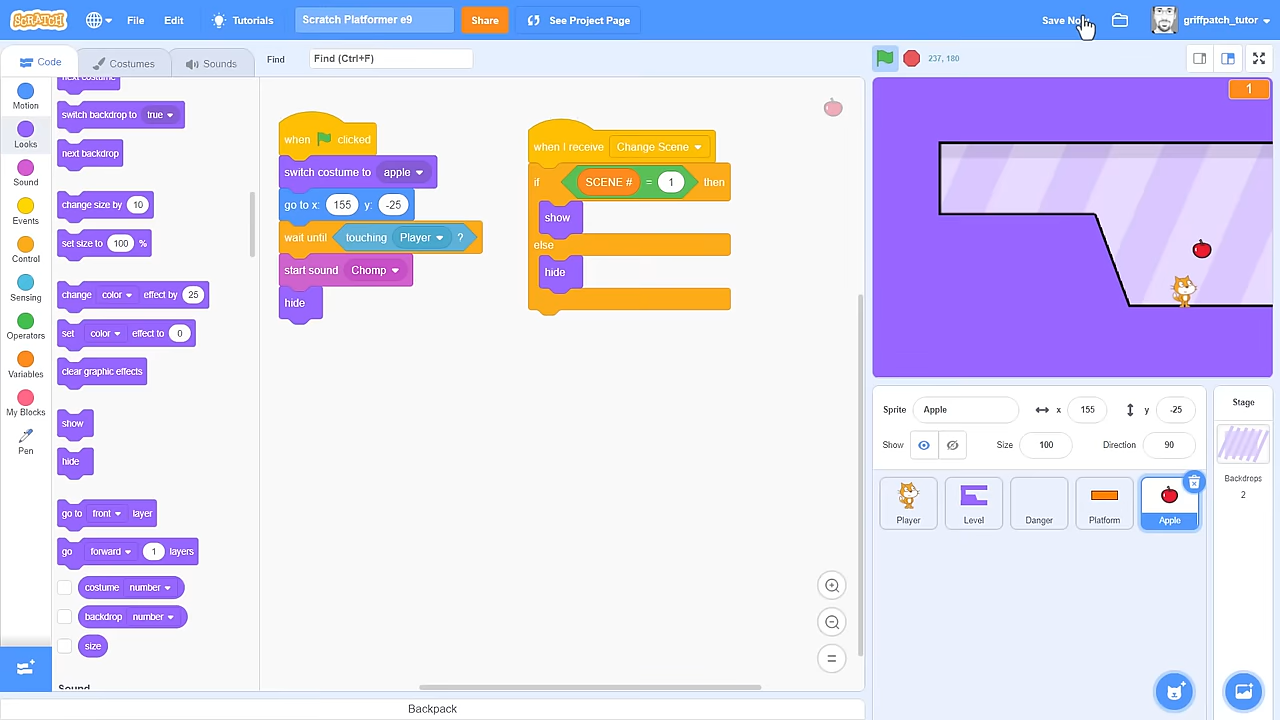 SCRATCH
File
Edit
Tutorials
Scratch Platformer e9
Share
See Project Page
griffpatch_tutor
Code
Costumes
Sounds
Find
Find (Ctrl+F)
237, 180
Motion
Looks
Sound
Events
Control
Sensing
Operators
Variables
My Blocks
Pen
switch backdrop to true
next backdrop
change size by 10
set size to 100 %
change color effect by 25
set color effect to 0
clear graphic effects
show
hide
go to front layer
go forward 1 layers
costume number
backdrop number
size
when clicked
switch costume to apple
go to x: 155 y: -25
wait until touching Player ?
start sound Chomp
hide
when I receive Change Scene
if SCENE # = 1 then
show
else
hide
1
Sprite Apple x 155 y -25
Show Size 100 Direction 90
Player
Level
Danger
Platform
Apple
Stage
Backdrops
2
Backpack